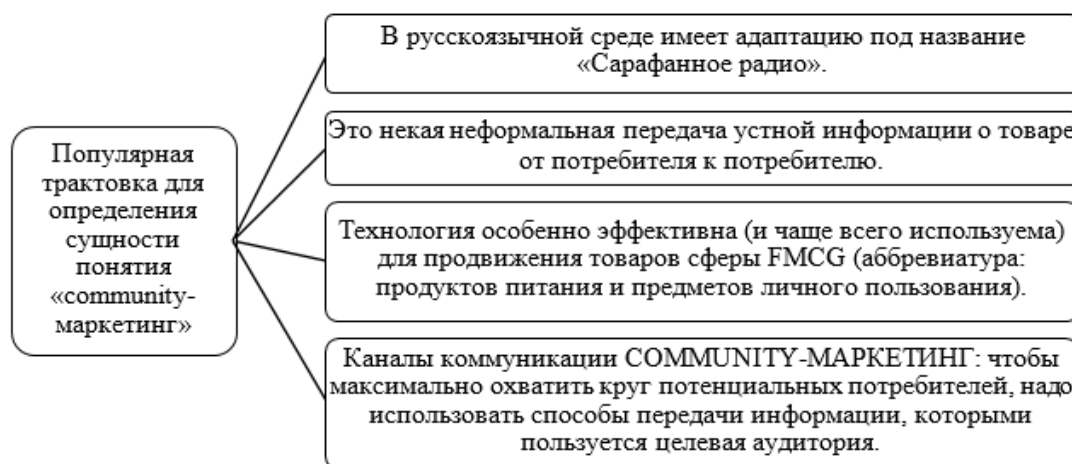 Популярная
трактовка для
определения
сущности
понятия
«community-
маркетинг»
В русскоязычной среде имеет адаптацию под название
«Сарафанное радио».
Это некая неформальная передача устной информации о товаре
от потребителя к потребителю.
Технология особенно эффективна (и чаще всего используема)
для продвижения товаров сферы FMCG (аббревиатура:
продуктов питания и предметов личного пользования).
Каналы коммуникации COMMUNITY-МАРКЕТИНГ: чтобы
максимально охватить круг потенциальных потребителей, надо
использовать способы передачи информации, которыми
пользуется целевая аудитория.